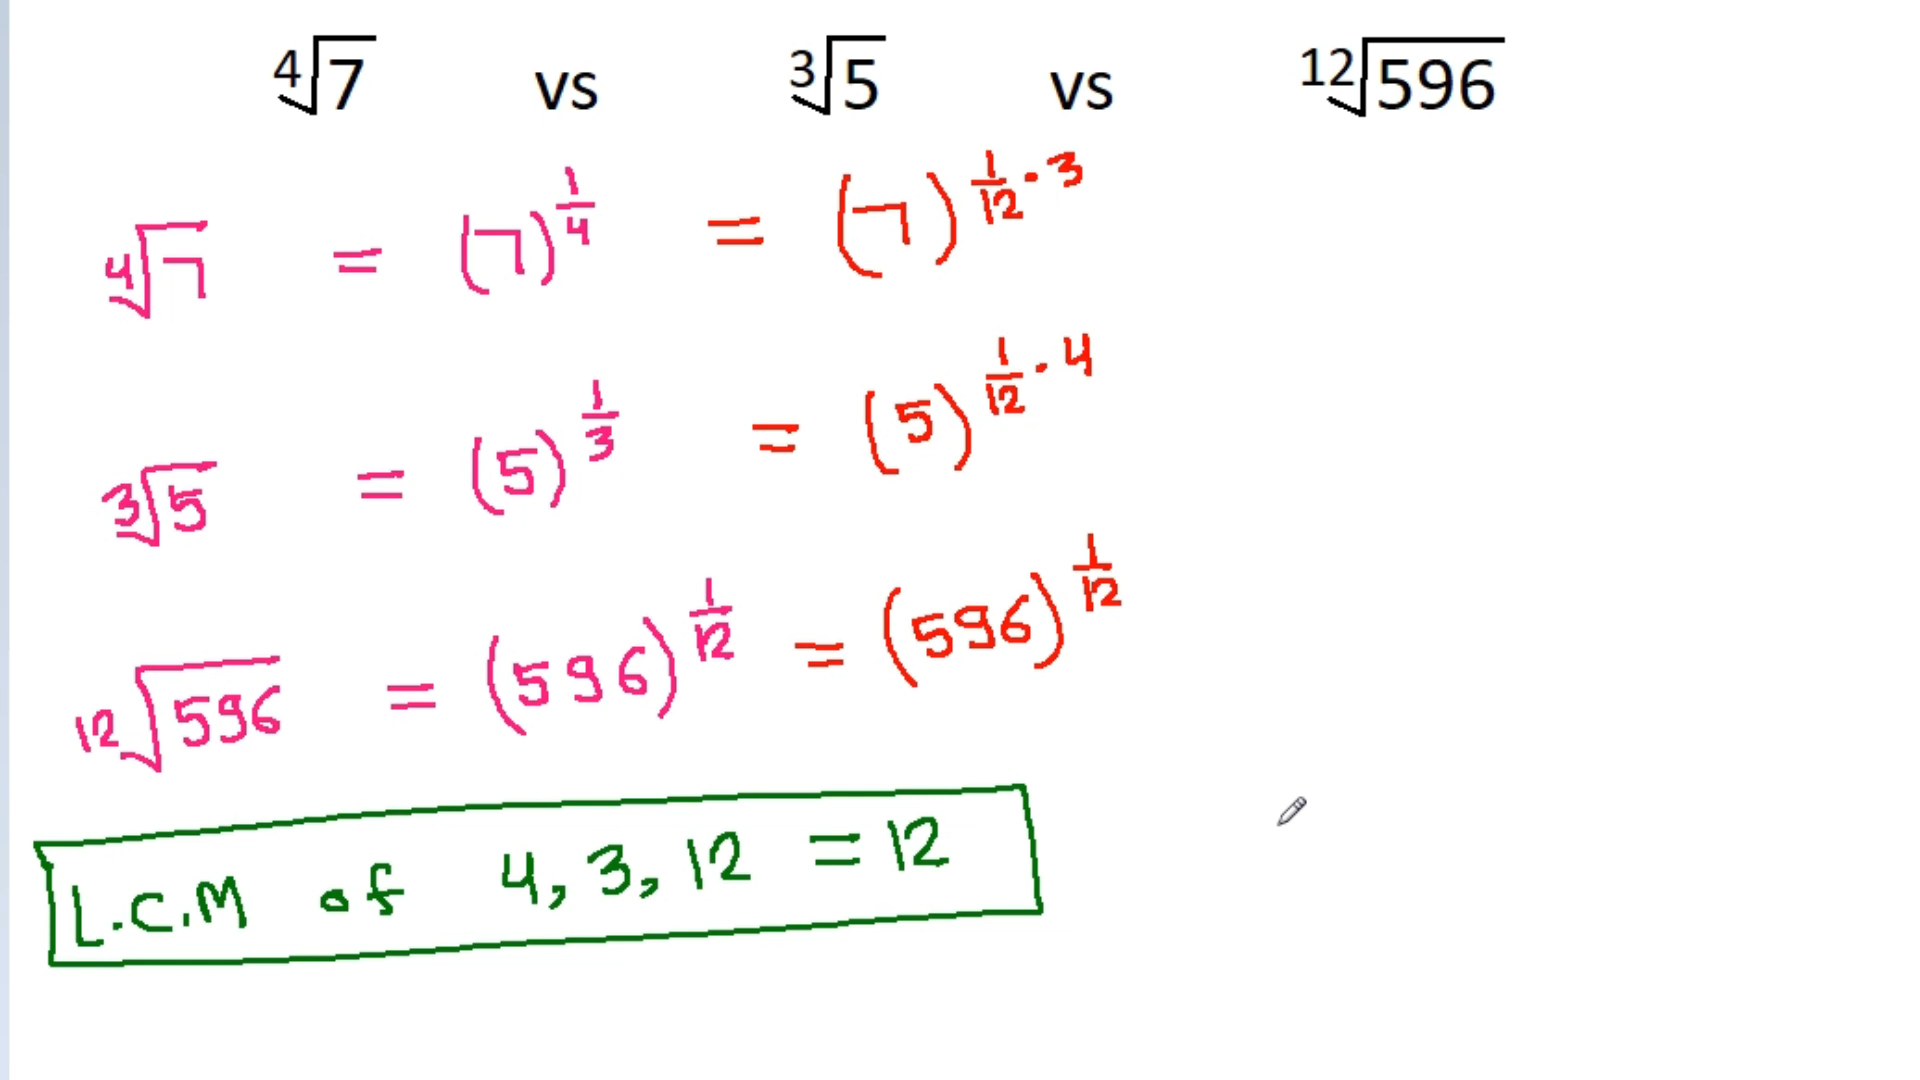 ⁴√7 vs ³√5 vs ¹²√596
⁴√7 = (7)^(1/4) = (7)^(1/12 · 3)
³√5 = (5)^(1/3) = (5)^(1/12 · 4)
¹²√596 = (596)^(1/12) = (596)^(1/12)
L.C.M of 4, 3, 12 = 12